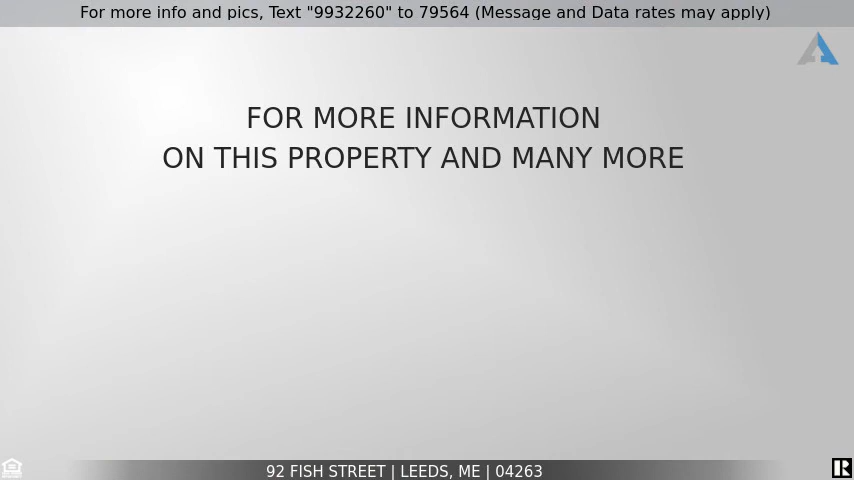 For more info and pics, Text "9932260" to 79564 (Message and Data rates may apply)
FOR MORE INFORMATION
ON THIS PROPERTY AND MANY MORE
92 FISH STREET | LEEDS, ME | 04263